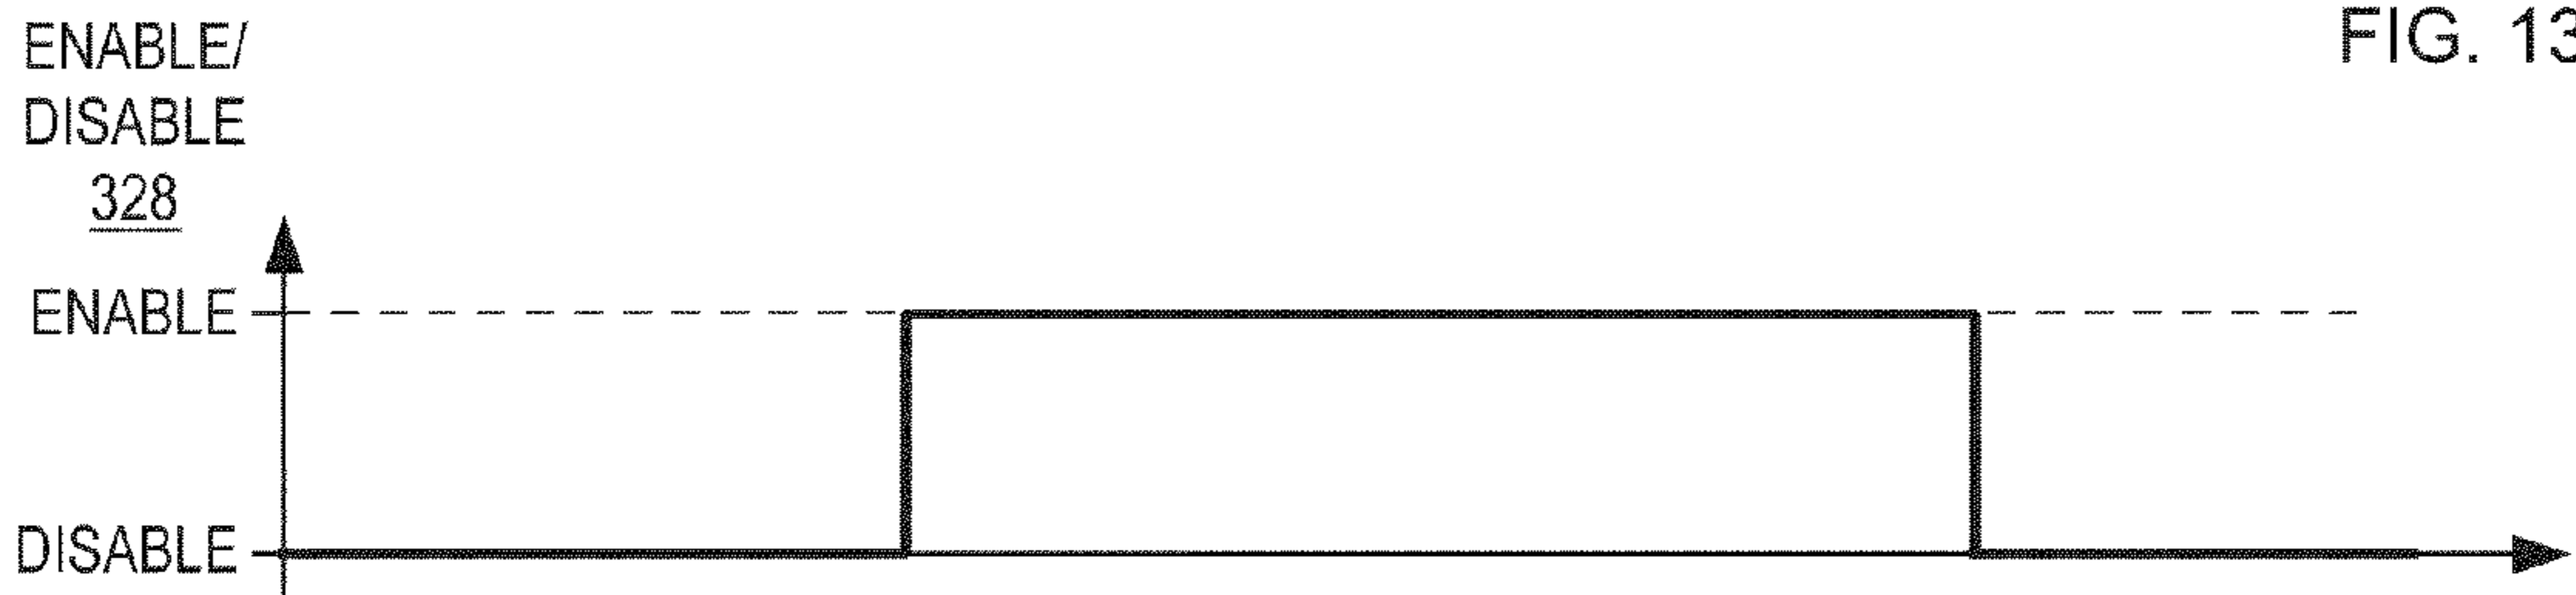 ENABLE/
DISABLE
328
FIG. 13
ENABLE
DISABLE